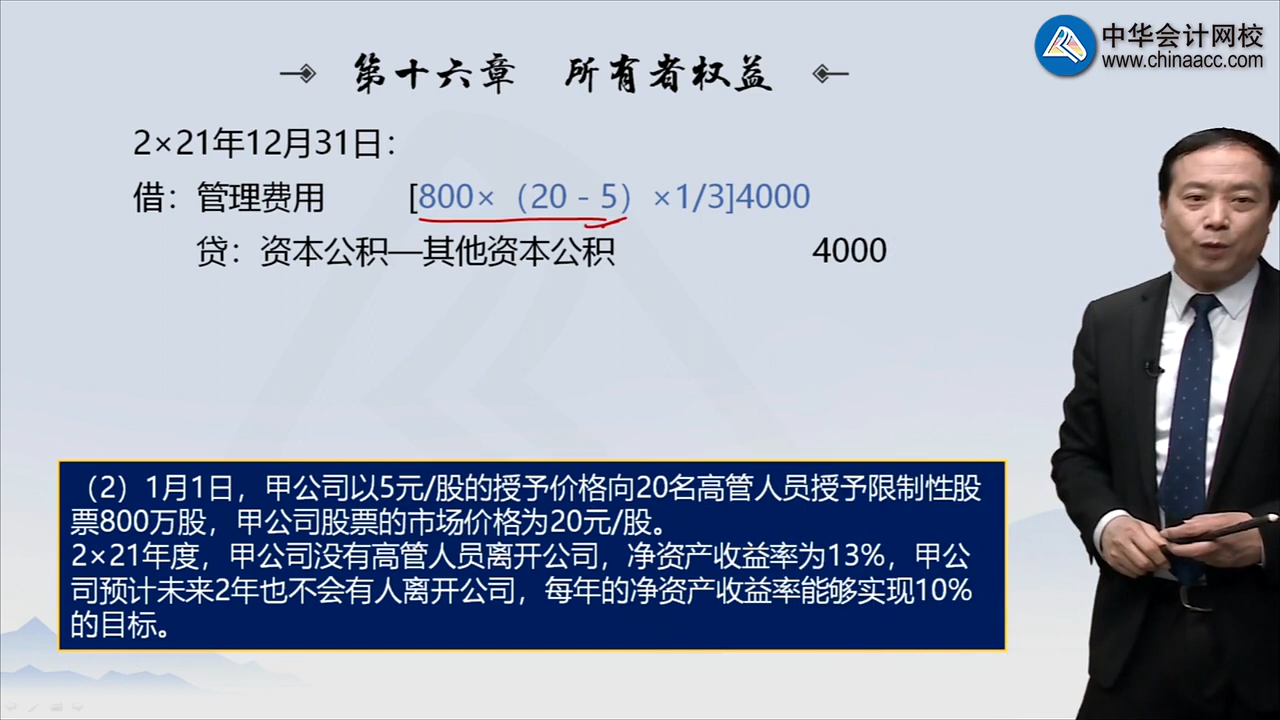 中华会计网校
www.chinaacc.com
第十六章 所有者权益
2×21年12月31日：
借：管理费用 [800×（20－5）×1/3]4000
贷：资本公积—其他资本公积 4000
（2）1月1日，甲公司以5元/股的授予价格向20名高管人员授予限制性股
票800万股，甲公司股票的市场价格为20元/股。
2×21年度，甲公司没有高管人员离开公司，净资产收益率为13%，甲公
司预计未来2年也不会有人离开公司，每年的净资产收益率能够实现10%
的目标。